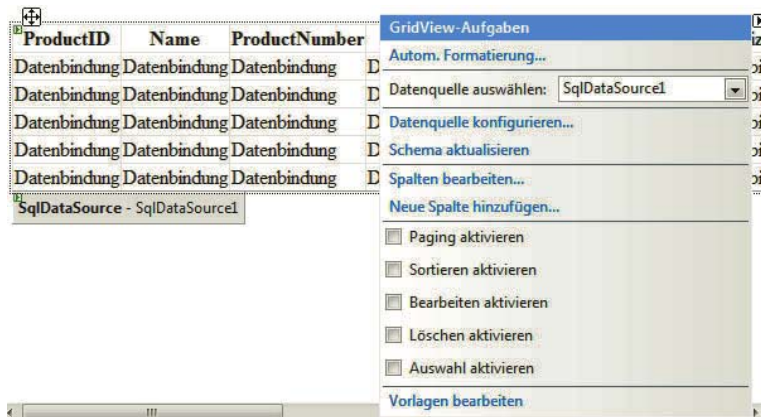 ProductID Name ProductNumber
Datenbindung Datenbindung Datenbindung D
Datenbindung Datenbindung Datenbindung D
Datenbindung Datenbindung Datenbindung D
Datenbindung Datenbindung Datenbindung D
Datenbindung Datenbindung Datenbindung D
SqlDataSource - SqlDataSource1
GridView-Aufgaben
Autom. Formatierung...
Datenquelle auswählen: SqlDataSource1
Datenquelle konfigurieren...
Schema aktualisieren
Spalten bearbeiten...
Neue Spalte hinzufügen...
Paging aktivieren
Sortieren aktivieren
Bearbeiten aktivieren
Löschen aktivieren
Auswahl aktivieren
Vorlagen bearbeiten